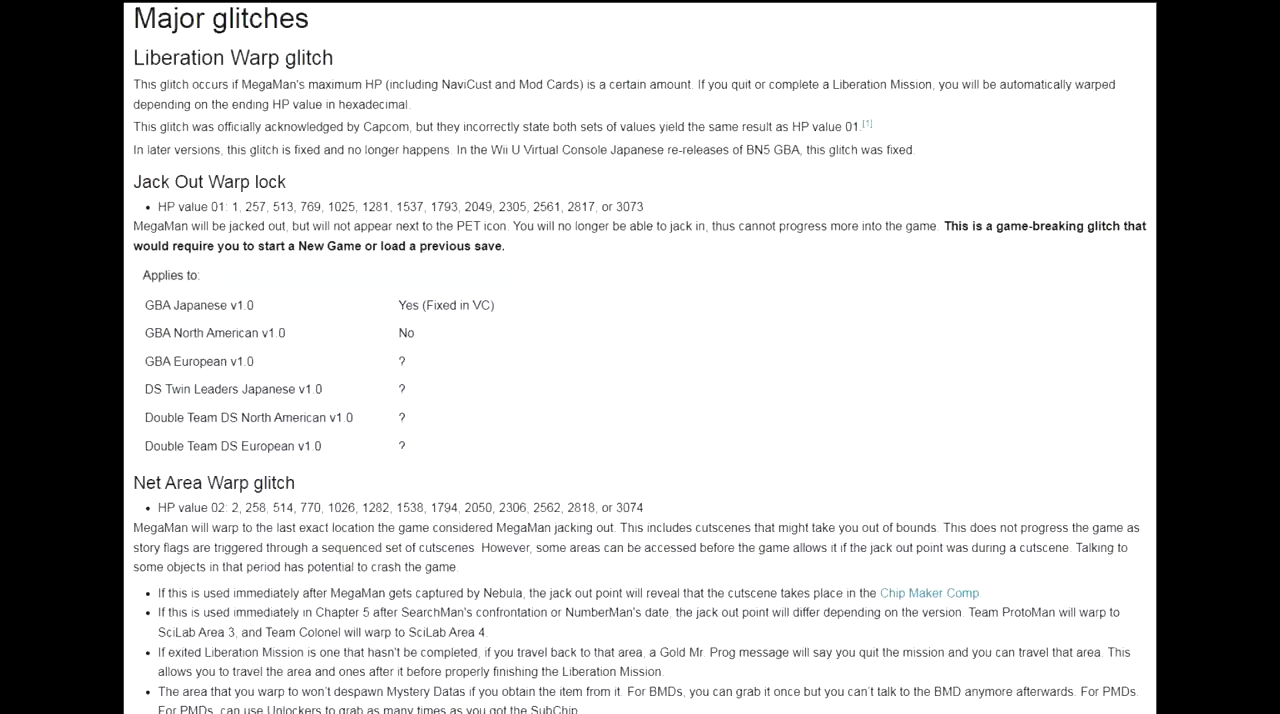 Major glitches
Liberation Warp glitch
This glitch occurs if MegaMan's maximum HP (including NaviCust and Mod Cards) is a certain amount. If you quit or complete a Liberation Mission, you will be automatically warped
depending on the ending HP value in hexadecimal.
This glitch was officially acknowledged by Capcom, but they incorrectly state both sets of values yield the same result as HP value 01.[1]
In later versions, this glitch is fixed and no longer happens. In the Wii U Virtual Console Japanese re-releases of BN5 GBA, this glitch was fixed.
Jack Out Warp lock
• HP value 01: 1, 257, 513, 769, 1025, 1281, 1537, 1793, 2049, 2305, 2561, 2817, or 3073
MegaMan will be jacked out, but will not appear next to the PET icon. You will no longer be able to jack in, thus cannot progress more into the game. This is a game-breaking glitch that
would require you to start a New Game or load a previous save.
Applies to:
GBA Japanese v1.0 Yes (Fixed in VC)
GBA North American v1.0 No
GBA European v1.0 ?
DS Twin Leaders Japanese v1.0 ?
Double Team DS North American v1.0 ?
Double Team DS European v1.0 ?
Net Area Warp glitch
• HP value 02: 2, 258, 514, 770, 1026, 1282, 1538, 1794, 2050, 2306, 2562, 2818, or 3074
MegaMan will warp to the last exact location the game considered MegaMan jacking out. This includes cutscenes that might take you out of bounds. This does not progress the game as
story flags are triggered through a sequenced set of cutscenes. However, some areas can be accessed before the game allows it if the jack out point was during a cutscene. Talking to
some objects in that period has potential to crash the game.
• If this is used immediately after MegaMan gets captured by Nebula, the jack out point will reveal that the cutscene takes place in the Chip Maker Comp.
• If this is used immediately in Chapter 5 after SearchMan's confrontation or NumberMan's date, the jack out point will differ depending on the version. Team ProtoMan will warp to
SciLab Area 3, and Team Colonel will warp to SciLab Area 4.
• If exited Liberation Mission is one that hasn't be completed, if you travel back to that area, a Gold Mr. Prog message will say you quit the mission and you can travel that area. This
allows you to travel the area and ones after it before properly finishing the Liberation Mission.
• The area that you warp to won't despawn Mystery Datas if you obtain the item from it. For BMDs, you can grab it once but you can't talk to the BMD anymore afterwards. For PMDs.
For PMDs, can use Unlockers to grab as many times as you got the SubChip.